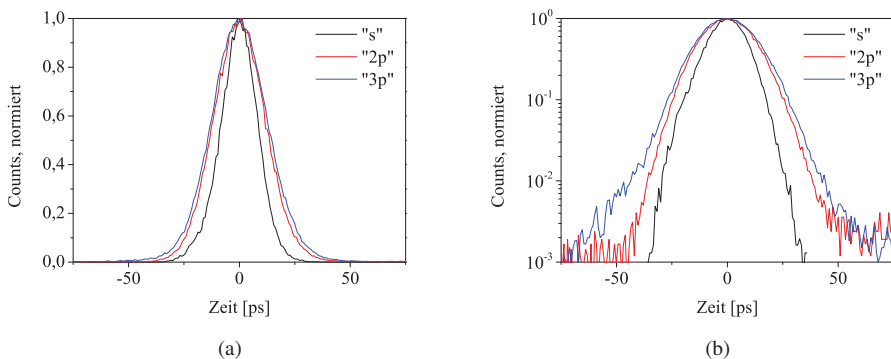 1,0
0,8
0,6
0,4
0,2
0,0
Counts, normiert
"s"
"2p"
"3p"
-50
0
50
Zeit [ps]
(a)
10⁰
10⁻¹
10⁻²
10⁻³
Counts, normiert
"s"
"2p"
"3p"
-50
0
50
Zeit [ps]
(b)